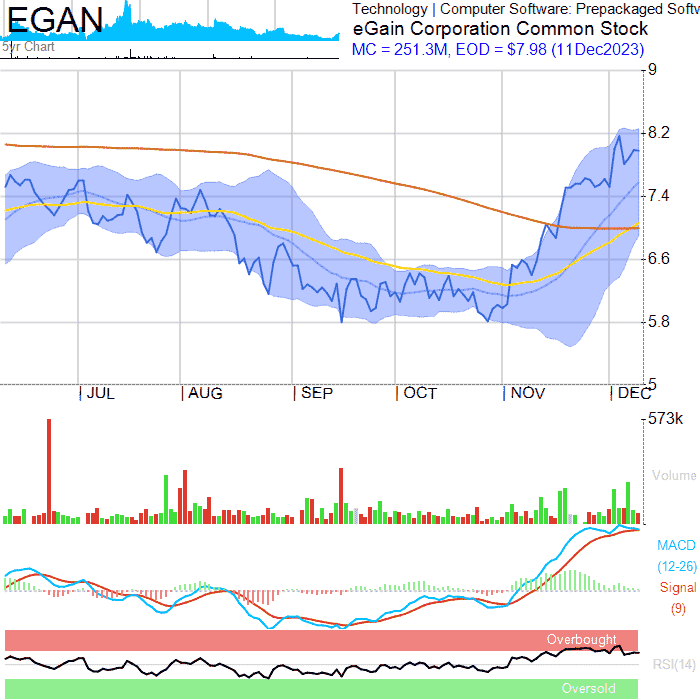 EGAN
5yr Chart
Technology | Computer Software: Prepackaged Softw
eGain Corporation Common Stock
MC = 251.3M, EOD = $7.98 (11Dec2023)
9
8.2
7.4
6.6
5.8
5
JUL
AUG
SEP
OCT
NOV
DEC
573k
Volume
MACD
(12-26)
Signal
(9)
Overbought
RSI(14)
Oversold